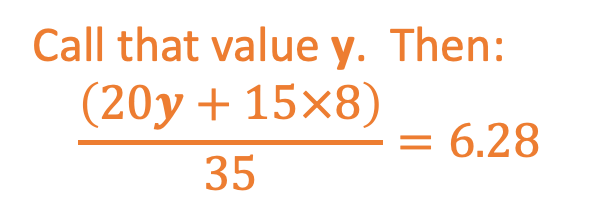 Call that value y. Then:
(20y + 15×8)
= 6.28
35